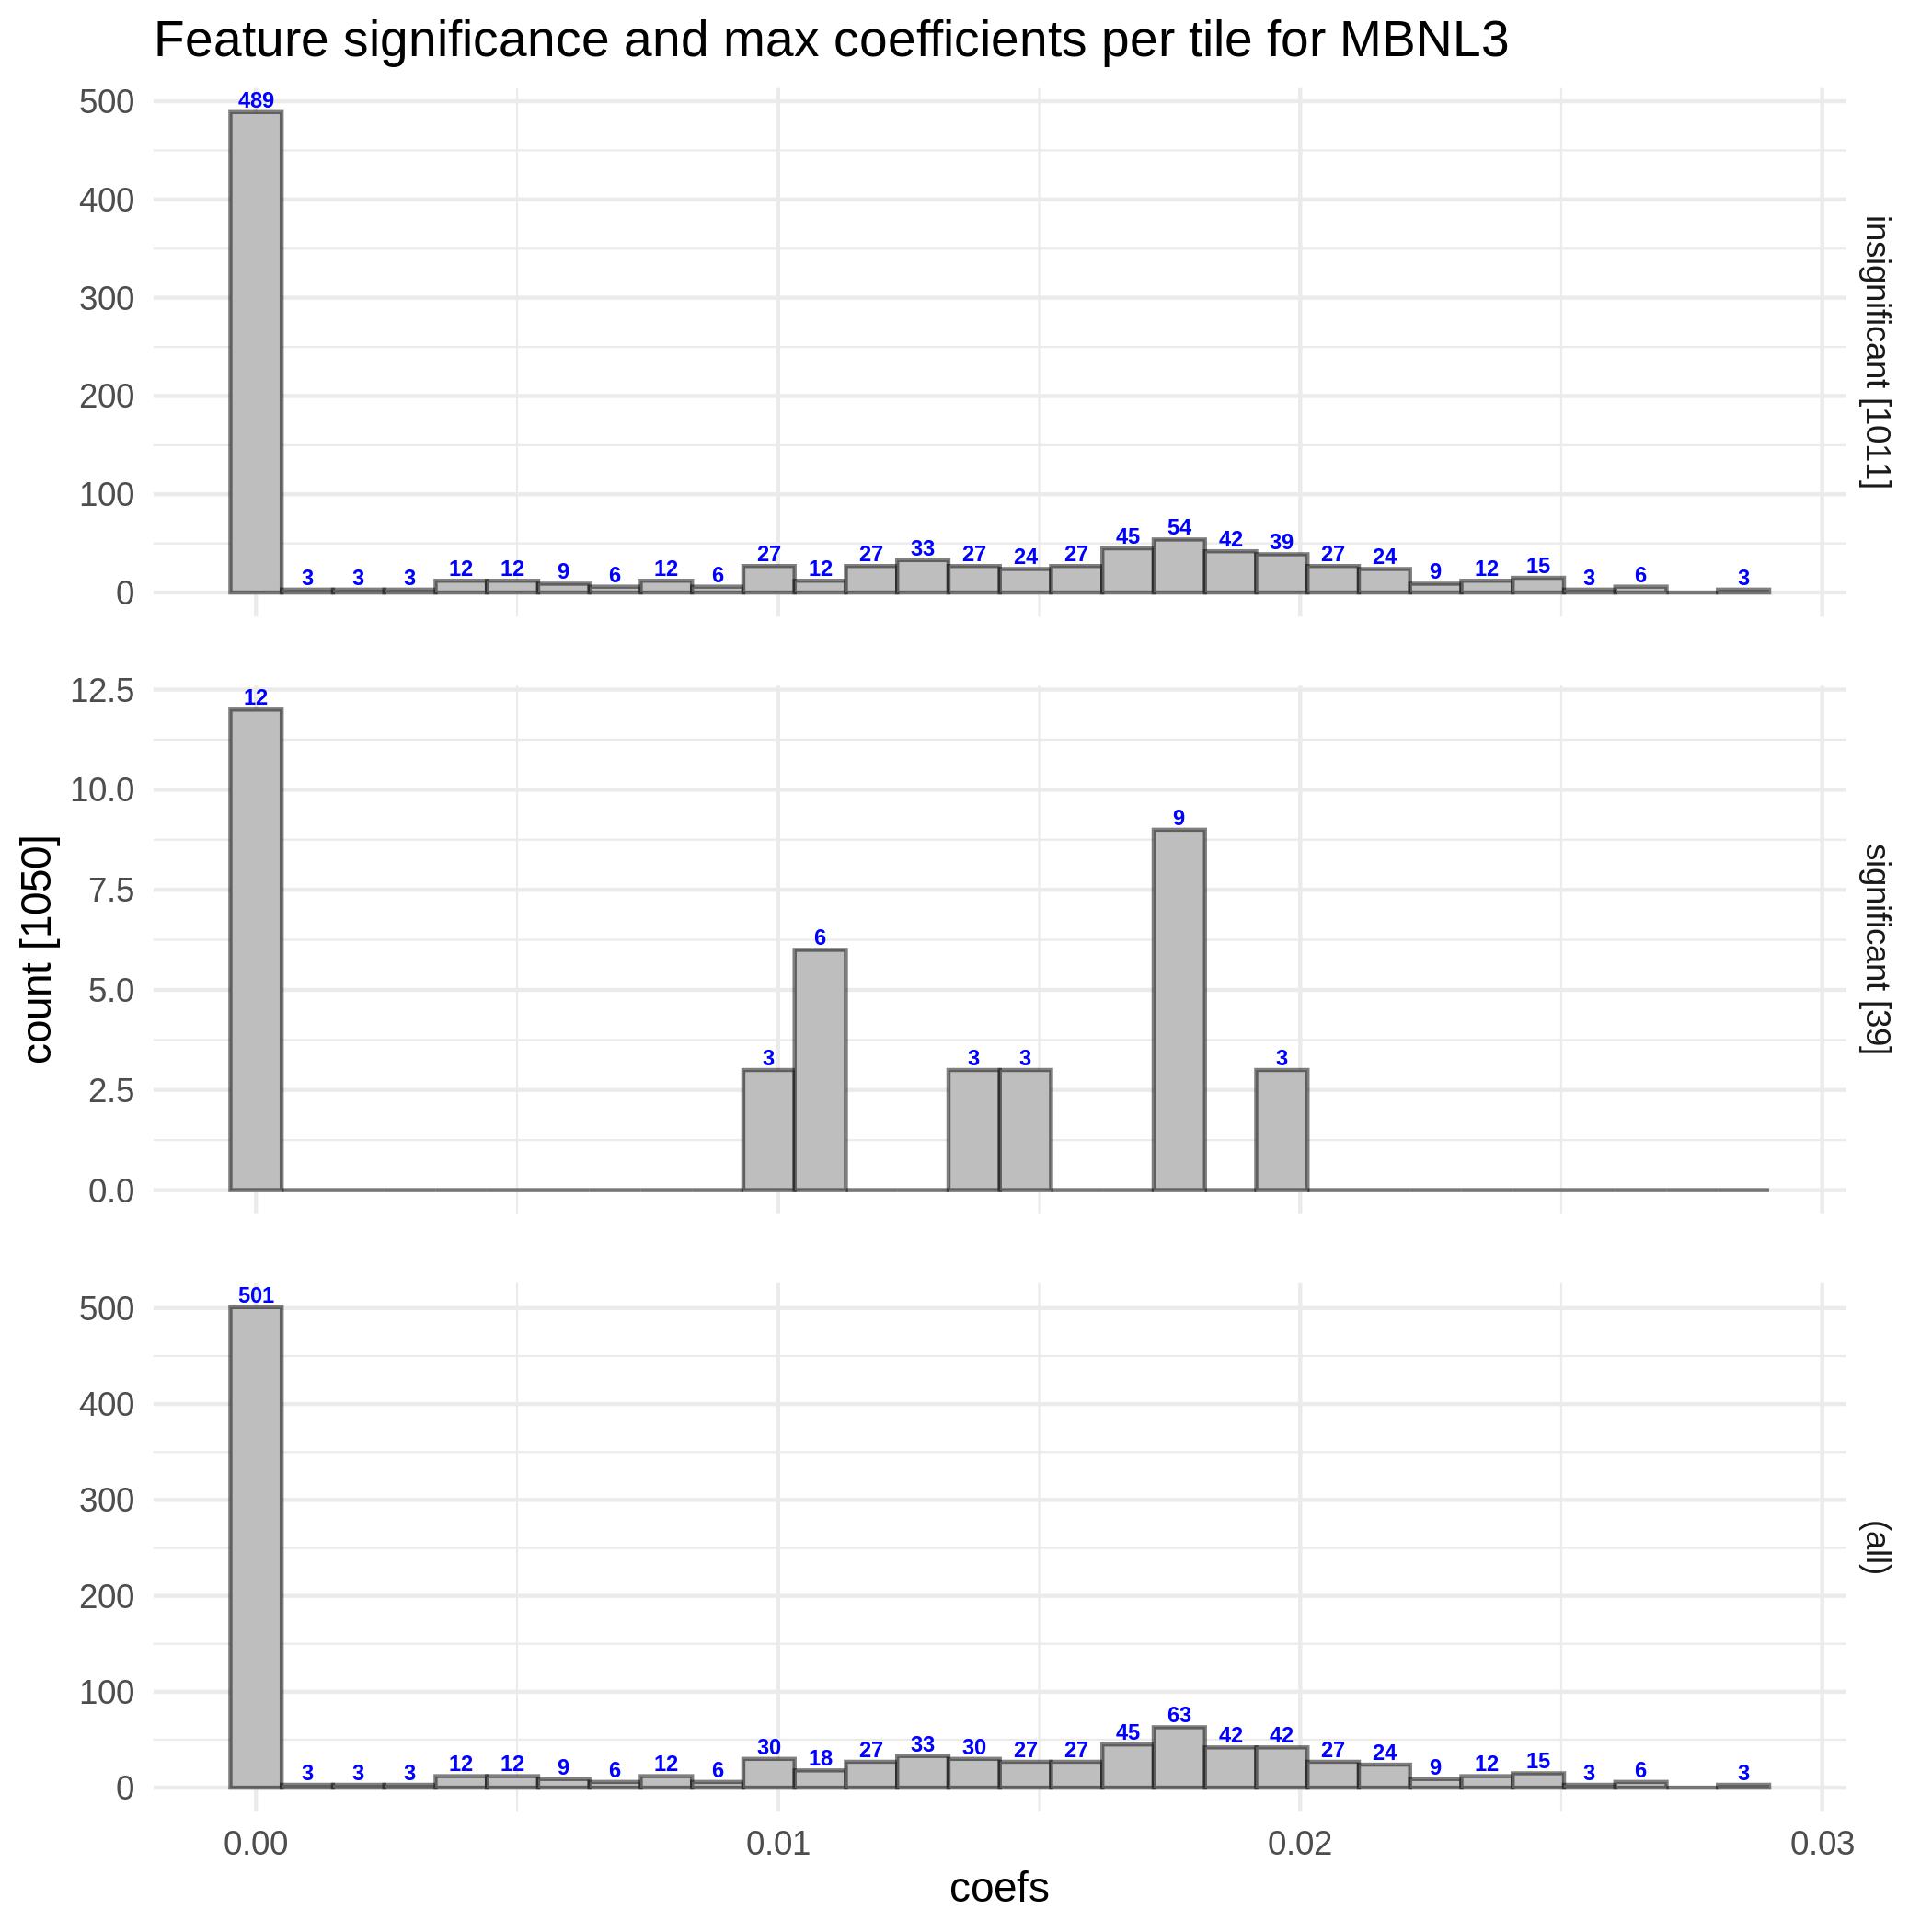 Feature significance and max coefficients per tile for MBNL3
500
400
300
200
100
0
489
3 3 3 12 12 9 6 12 6 27 12 27 33 27 24 27 45 54 42 39 27 24 9 12 15 3 6 3
insignificant [1011]
12.5
10.0
7.5
5.0
2.5
0.0
12
3 6 3 3 9 3
significant [39]
count [1050]
500
400
300
200
100
0
501
3 3 3 12 12 9 6 12 6 30 18 27 33 30 27 27 45 63 42 42 27 24 9 12 15 3 6 3
(all)
0.00 0.01 0.02 0.03
coefs